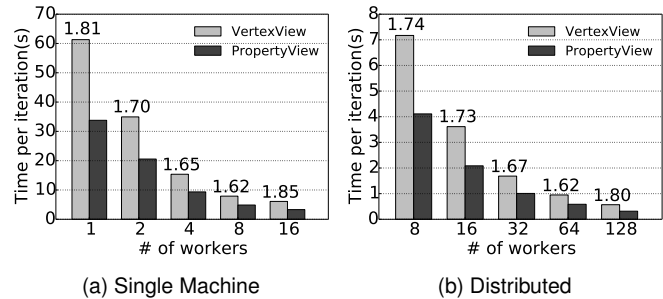 70
60
50
40
30
20
10
0
Time per iteration(s)
VertexView
PropertyView
1.81
1.70
1.65
1.62
1.85
1 2 4 8 16
# of workers
(a) Single Machine
8
7
6
5
4
3
2
1
0
Time per iteration(s)
VertexView
PropertyView
1.74
1.73
1.67
1.62
1.80
8 16 32 64 128
# of workers
(b) Distributed